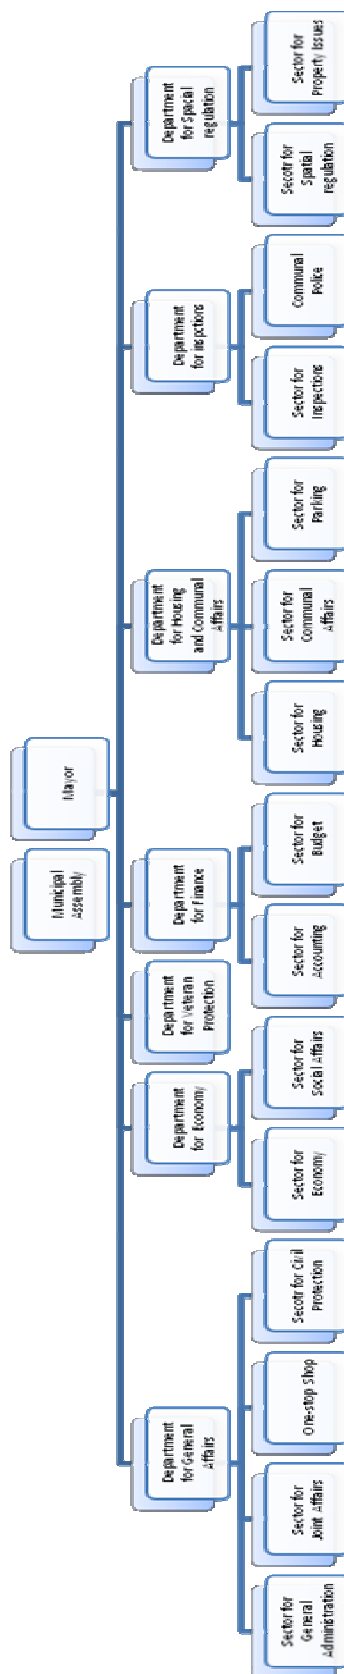 Municipal
Assembly
Mayor
Department
for General
Affairs
Department
for Economy
Department
for Veteran
Protection
Department
for Finance
Department
for Housing
and Communal
Affairs
Department
for inspctions
Department
for Spacial
regulation
Sector for
General
Administration
Sector for
Joint Affairs
One-stop Shop
Secotr for Civil
Protection
Sector for
Economy
Sector for
Social Affairs
Sector for
Accounting
Sector for
Budget
Sector for
Housing
Sector for
Communal
Affairs
Sector for
Parking
Sector for
Inspections
Communal
Police
Secotr for
Spatial
regulation
Sector for
Property Issues